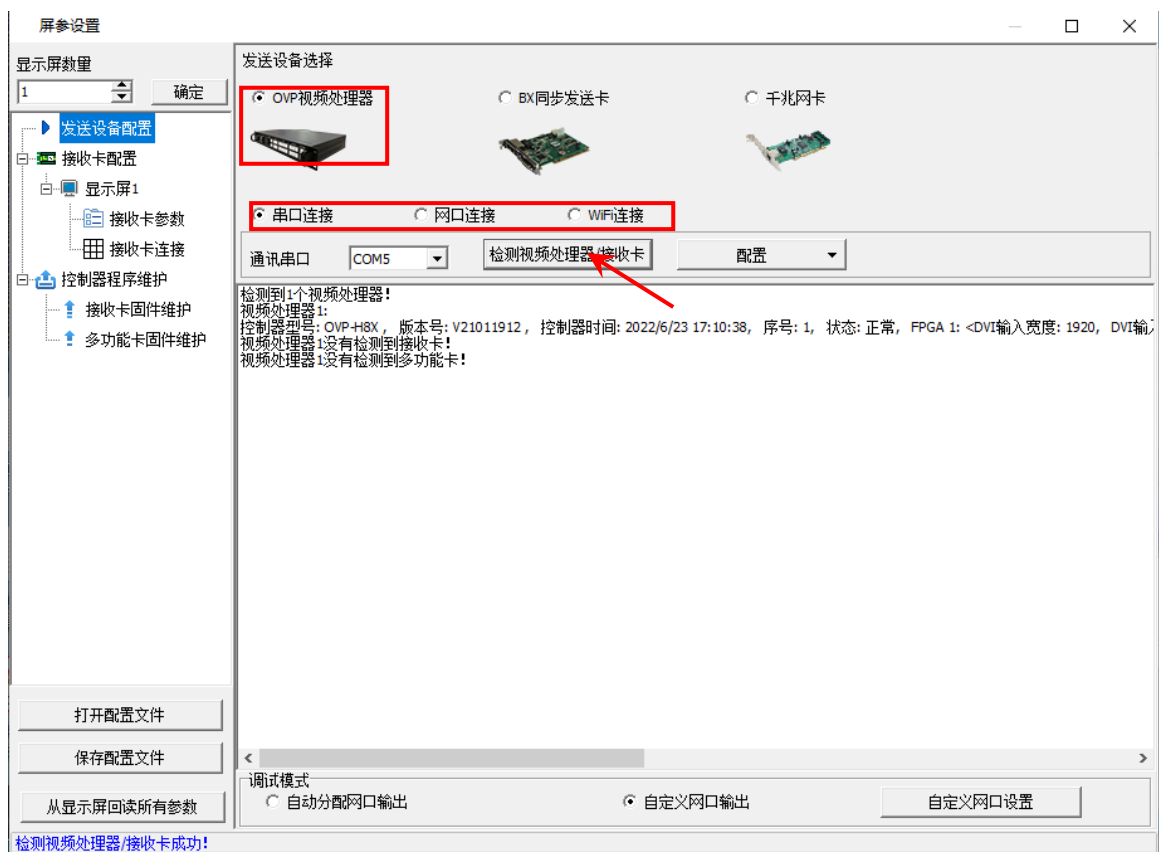 屏参设置
显示屏数量
1
确定
发送设备配置
接收卡配置
显示屏1
接收卡参数
接收卡连接
控制器程序维护
接收卡固件维护
多功能卡固件维护
打开配置文件
保存配置文件
从显示屏回读所有参数
发送设备选择
OVP视频处理器 BX同步发送卡 千兆网卡
串口连接 网口连接 WiFi连接
通讯串口 COM5 检测视频处理器/接收卡 配置
检测到1个视频处理器!
视频处理器1:
控制器型号: OVP-H8X , 版本号: V21011912 , 控制器时间: 2022/6/23 17:10:38, 序号: 1, 状态: 正常, FPGA 1: <DVI输入宽度: 1920, DVI输
视频处理器1没有检测到接收卡!
视频处理器1没有检测到多功能卡!
调试模式
自动分配网口输出 自定义网口输出 自定义网口设置
检测视频处理器/接收卡成功!